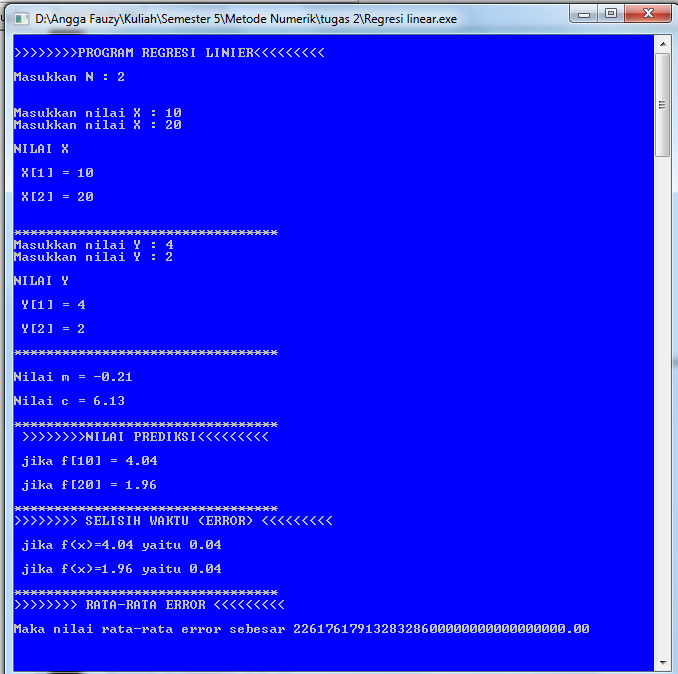 D:\Angga Fauzy\Kuliah\Semester 5\Metode Numerik\tugas 2\Regresi linear.exe
>>>>>>>>PROGRAM REGRESI LINIER<<<<<<<<<
Masukkan N : 2
Masukkan nilai X : 10
Masukkan nilai X : 20
NILAI X
X[1] = 10
X[2] = 20
*********************************
Masukkan nilai Y : 4
Masukkan nilai Y : 2
NILAI Y
Y[1] = 4
Y[2] = 2
*********************************
Nilai m = -0.21
Nilai c = 6.13
*********************************
>>>>>>>>NILAI PREDIKSI<<<<<<<<<
jika f[10] = 4.04
jika f[20] = 1.96
*********************************
>>>>>>>> SELISIH WAKTU (ERROR) <<<<<<<<<
jika f(x)=4.04 yaitu 0.04
jika f(x)=1.96 yaitu 0.04
*********************************
>>>>>>>> RATA-RATA ERROR <<<<<<<<<
Maka nilai rata-rata error sebesar 2261761791328328600000000000000000.00